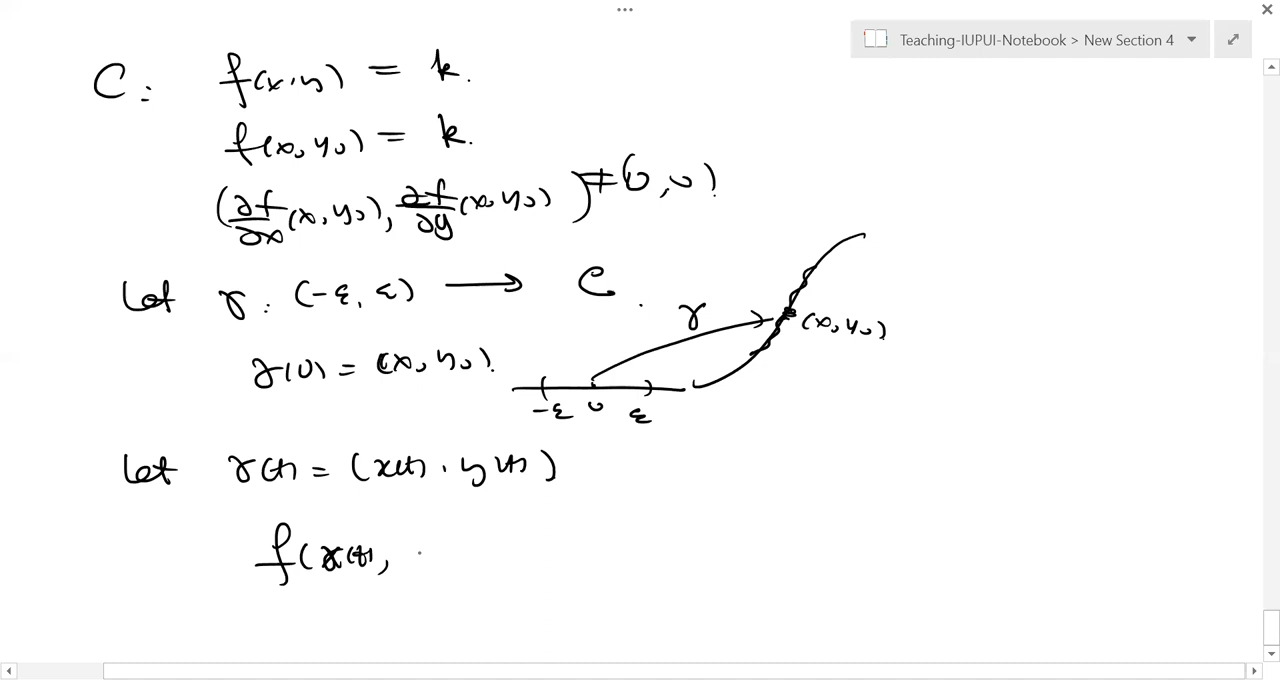 Teaching-IUPUI-Notebook > New Section 4
C: f(x,y) = k.
f(x₀,y₀) = k.
(∂f/∂x (x₀,y₀), ∂f/∂y (x₀,y₀)) ≠ (0,0)
Let γ: (-ε, ε) ⟶ C.
γ
(x₀,y₀)
γ(0) = (x₀,y₀).
-ε 0 ε
Let γ(t) = (x(t), y(t))
f(x(t),